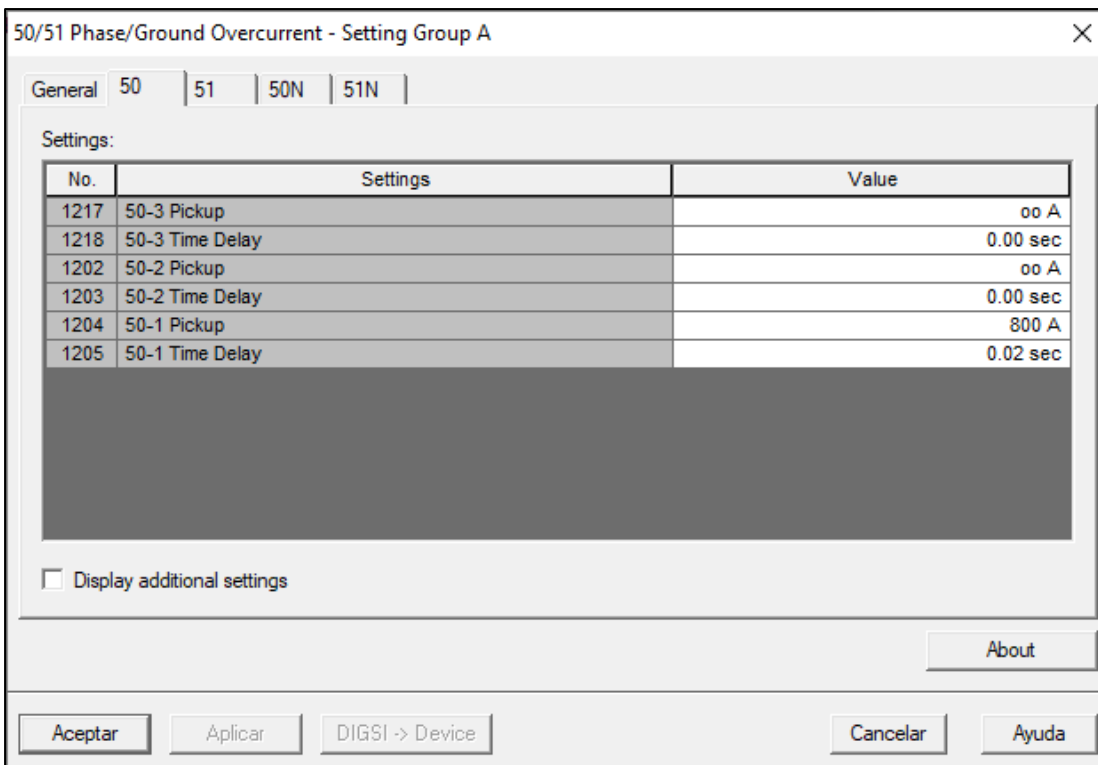 50/51 Phase/Ground Overcurrent - Setting Group A
General 50 51 50N 51N
Settings:
No. Settings Value
1217 50-3 Pickup oo A
1218 50-3 Time Delay 0.00 sec
1202 50-2 Pickup oo A
1203 50-2 Time Delay 0.00 sec
1204 50-1 Pickup 800 A
1205 50-1 Time Delay 0.02 sec
Display additional settings
About
Aceptar Aplicar DIGSI -> Device Cancelar Ayuda